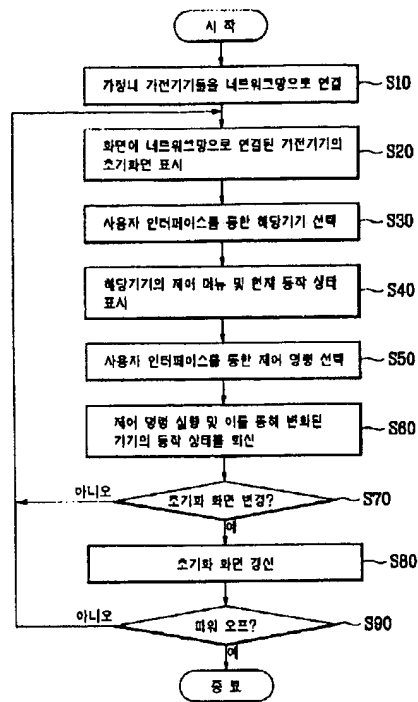 시 작
가정내 가전기기들을 네트워크망으로 연결
S10
화면에 네트워크망으로 연결된 가전기기의
초기화면 표시
S20
사용자 인터페이스를 통한 해당기기 선택
S30
해당기기의 제어 메뉴 및 현재 동작 상태
표시
S40
사용자 인터페이스를 통한 제어 명령 선택
S50
제어 명령 실행 및 이를 통해 변화된
기기의 동작 상태를 회신
S60
아니오
초기화 화면 변경?
S70
예
초기화 화면 갱신
S80
아니오
파워 오프?
S90
예
종 료